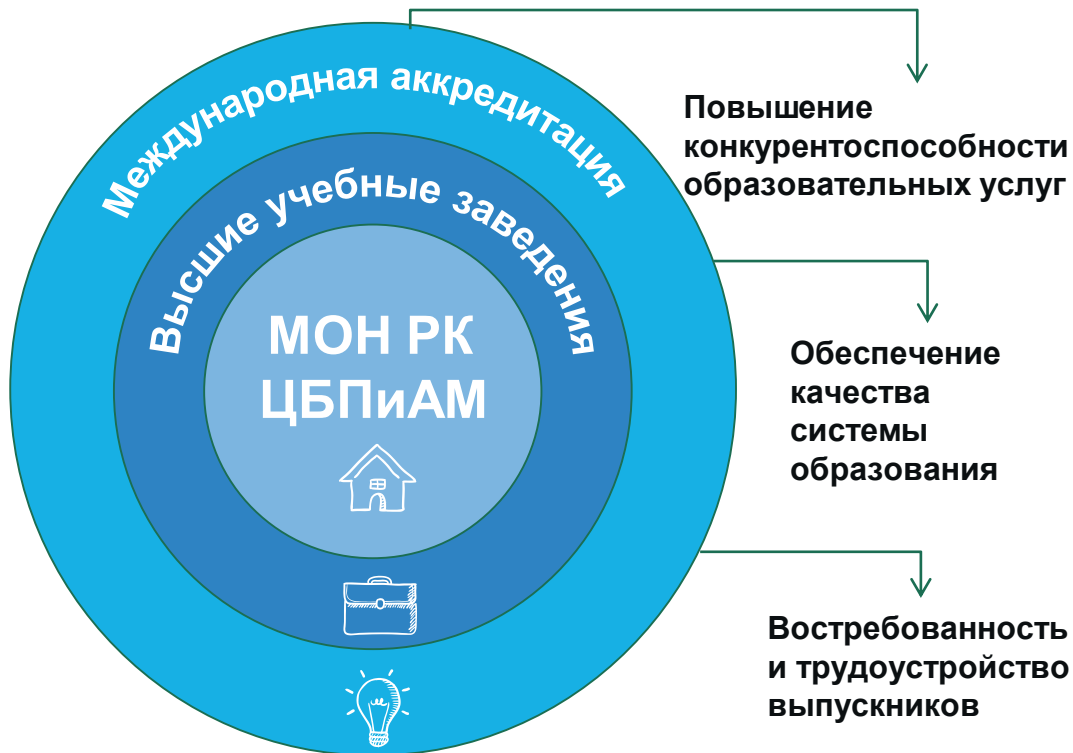 Международная аккредитация
Высшие учебные заведения
МОН РК
ЦБПиАМ
Повышение
конкурентоспособности
образовательных услуг
Обеспечение
качества
системы
образования
Востребованность
и трудоустройство
выпускников